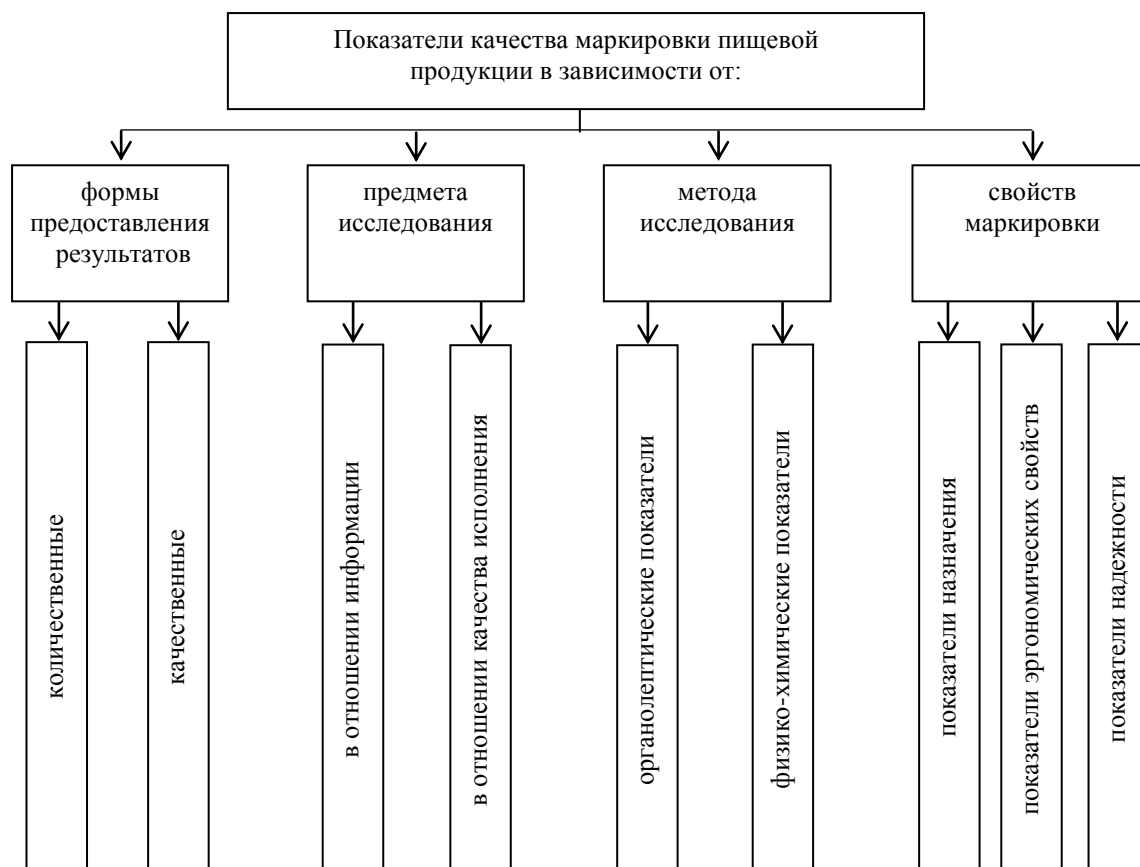 Показатели качества маркировки пищевой
продукции в зависимости от:
формы
предоставления
результатов
предмета
исследования
метода
исследования
свойств
маркировки
количественные
качественные
в отношении информации
в отношении качества исполнения
органолептические показатели
физико-химические показатели
показатели назначения
показатели эргономических свойств
показатели надежности